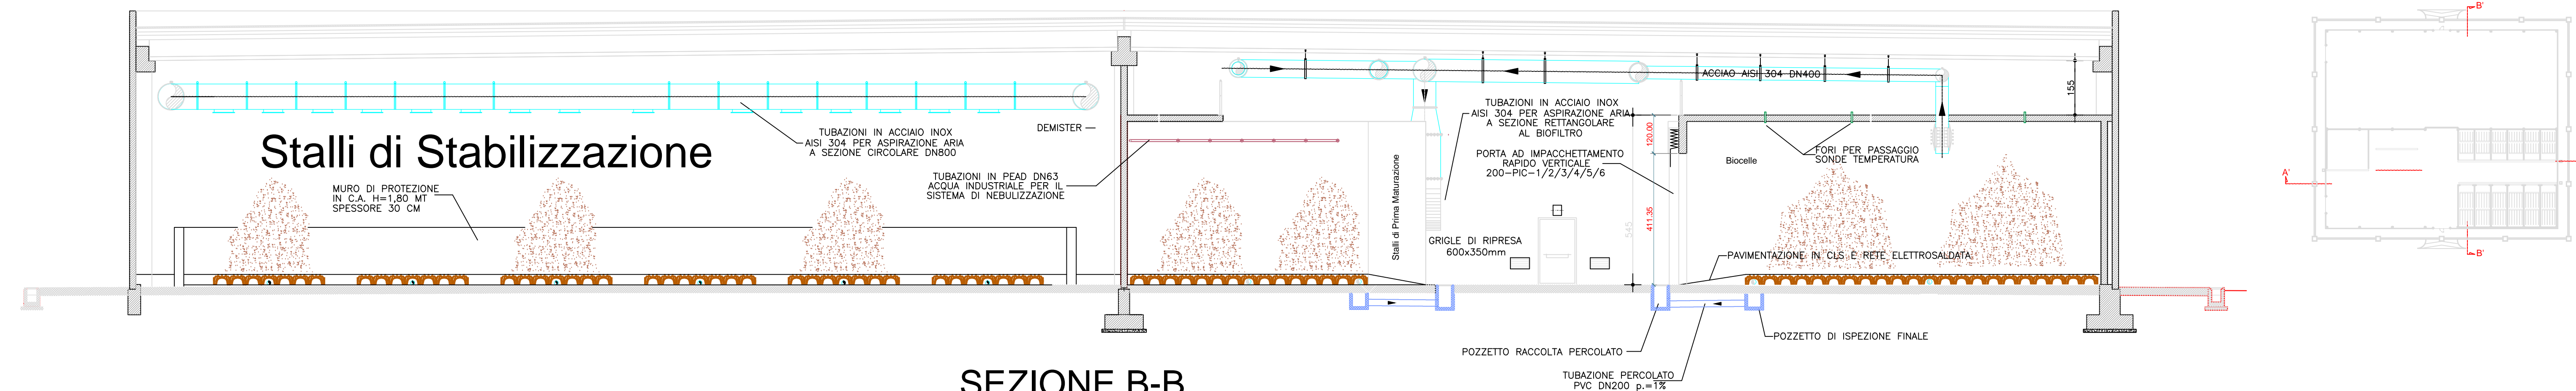 Stalli di Stabilizzazione
MURO DI PROTEZIONE
IN C.A. H=1,80 MT
SPESSORE 30 CM
TUBAZIONI IN ACCIAIO INOX
AISI 304 PER ASPIRAZIONE ARIA
A SEZIONE CIRCOLARE DN800
DEMISTER
TUBAZIONI IN PEAD DN63
ACQUA INDUSTRIALE PER IL
SISTEMA DI NEBULIZZAZIONE
Stalli di Prima Maturazione
TUBAZIONI IN ACCIAIO INOX
AISI 304 PER ASPIRAZIONE ARIA
A SEZIONE RETTANGOLARE
AL BIOFILTRO
PORTA AD IMPACCHETTAMENTO
RAPIDO VERTICALE
200-PIC-1/2/3/4/5/6
GRIGLE DI RIPRESA
600x350mm
545
120.00
411.35
ACCIAO AISI 304 DN400
155
Biocelle
FORI PER PASSAGGIO
SONDE TEMPERATURA
PAVIMENTAZIONE IN CLS E RETE ELETTROSALDATA
POZZETTO RACCOLTA PERCOLATO
POZZETTO DI ISPEZIONE FINALE
TUBAZIONE PERCOLATO
PVC DN200 p.=1%
SEZIONE B-B
B'
A'
B'